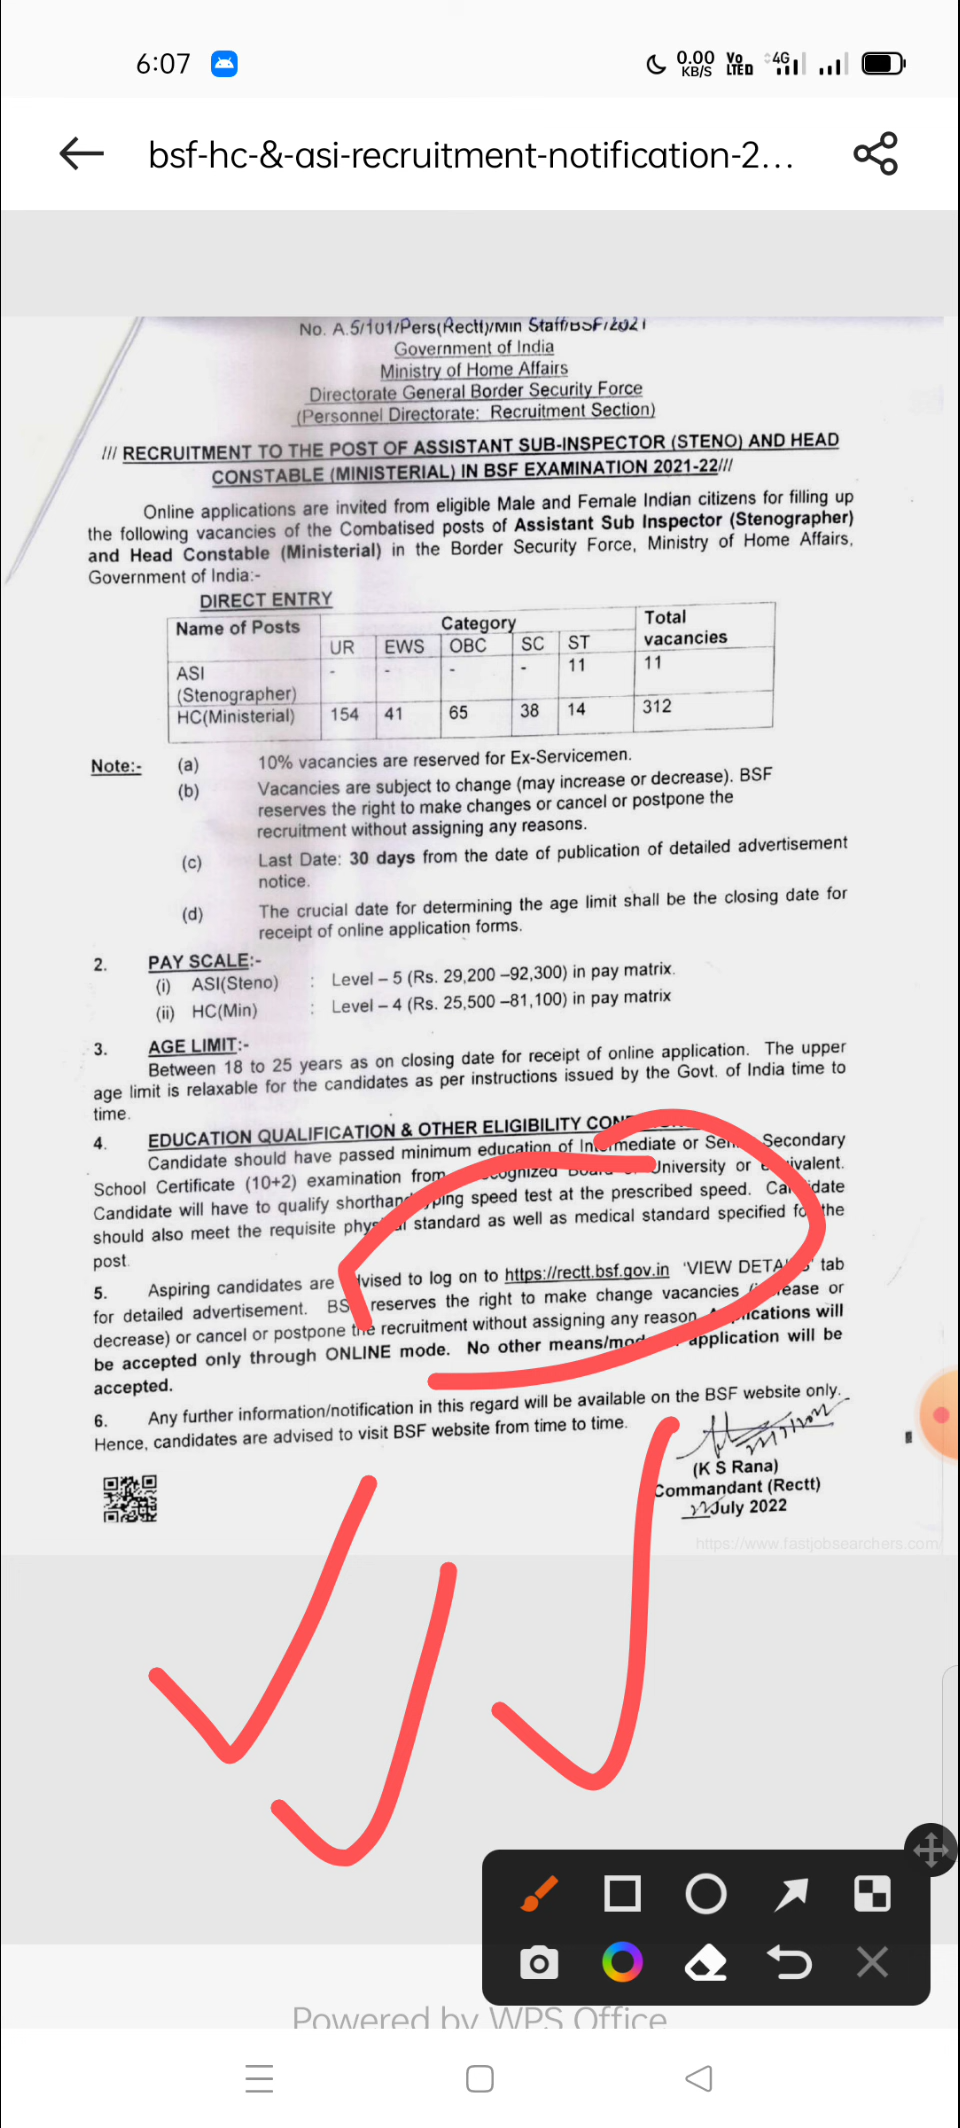 6:07
0.00 KB/S Vo LTED 4G
bsf-hc-&-asi-recruitment-notification-2...
No. A.5/101/Pers(Rectt)/Min Staff/BSF/2021
Government of India
Ministry of Home Affairs
Directorate General Border Security Force
(Personnel Directorate: Recruitment Section)
/// RECRUITMENT TO THE POST OF ASSISTANT SUB-INSPECTOR (STENO) AND HEAD
CONSTABLE (MINISTERIAL) IN BSF EXAMINATION 2021-22///
Online applications are invited from eligible Male and Female Indian citizens for filling up
the following vacancies of the Combatised posts of Assistant Sub Inspector (Stenographer)
and Head Constable (Ministerial) in the Border Security Force, Ministry of Home Affairs,
Government of India:-
DIRECT ENTRY
Name of Posts Category Total vacancies
UR EWS OBC SC ST
ASI (Stenographer) - - - - 11 11
HC(Ministerial) 154 41 65 38 14 312
Note:- (a) 10% vacancies are reserved for Ex-Servicemen.
(b) Vacancies are subject to change (may increase or decrease). BSF
reserves the right to make changes or cancel or postpone the
recruitment without assigning any reasons.
(c) Last Date: 30 days from the date of publication of detailed advertisement
notice.
(d) The crucial date for determining the age limit shall be the closing date for
receipt of online application forms.
2. PAY SCALE:-
(i) ASI(Steno) : Level – 5 (Rs. 29,200 –92,300) in pay matrix.
(ii) HC(Min) : Level – 4 (Rs. 25,500 –81,100) in pay matrix
3. AGE LIMIT:-
Between 18 to 25 years as on closing date for receipt of online application. The upper
age limit is relaxable for the candidates as per instructions issued by the Govt. of India time to
time.
4. EDUCATION QUALIFICATION & OTHER ELIGIBILITY
Candidate should have passed minimum education of Intermediate or Senior Secondary
School Certificate (10+2) examination from University or equivalent.
Candidate will have to qualify speed test at the prescribed speed. Candidate
should also meet the requisite physical standard as well as medical standard specified for the
post.
5. Aspiring candidates are advised to log on to https://rectt.bsf.gov.in 'VIEW DETAILS' tab
for detailed advertisement. BSF reserves the right to make change vacancies (increase or
decrease) or cancel or postpone the recruitment without assigning any reason. Applications will
be accepted only through ONLINE mode. No other means/mode application will be
accepted.
6. Any further information/notification in this regard will be available on the BSF website only.
Hence, candidates are advised to visit BSF website from time to time.
(K S Rana)
Commandant (Rectt)
22 July 2022
https://www.fastjobsearchers.com/
Powered by WPS Office